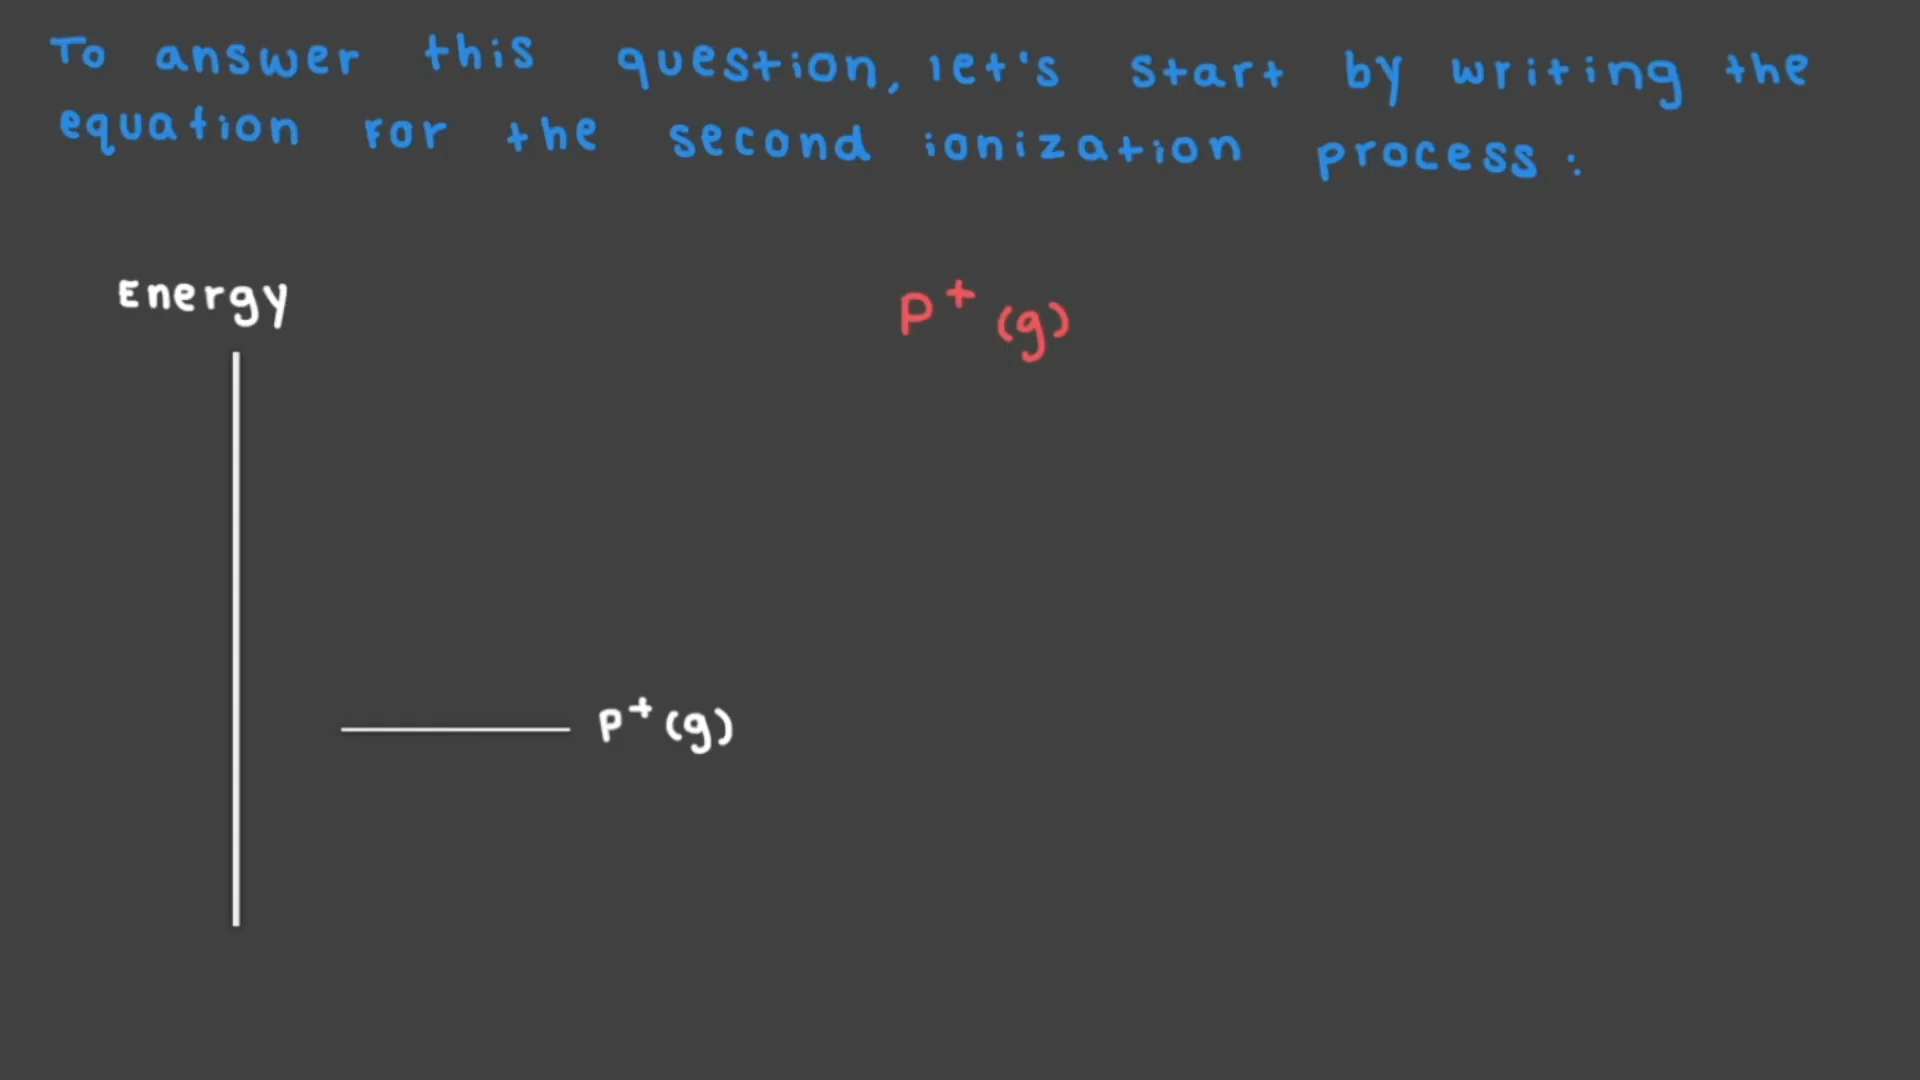 To answer this question, let's start by writing the
equation for the second ionization process:
Energy
P⁺(g)
P⁺(g)